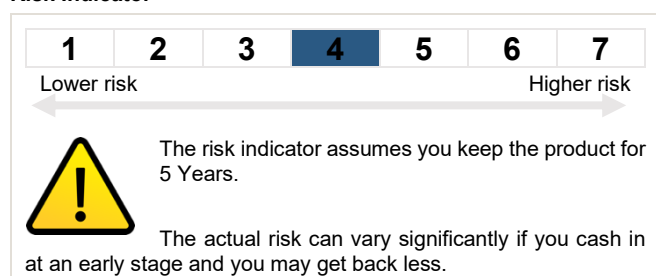 1 2 3 4 5 6 7
Lower risk Higher risk
The risk indicator assumes you keep the product for
5 Years.
The actual risk can vary significantly if you cash in
at an early stage and you may get back less.